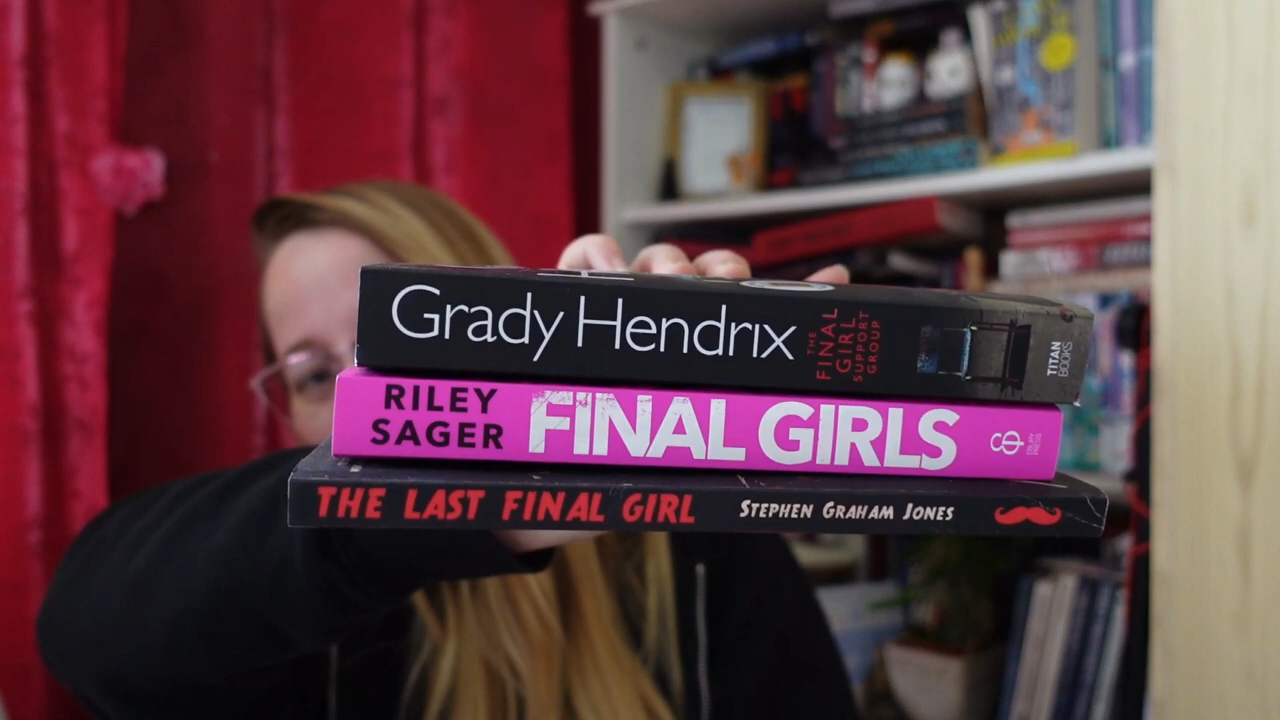 Grady Hendrix
THE
FINAL
GIRL
SUPPORT
GROUP
TITAN
BOOKS
RILEY
SAGER
FINAL GIRLS
THE LAST FINAL GIRL
STEPHEN GRAHAM JONES